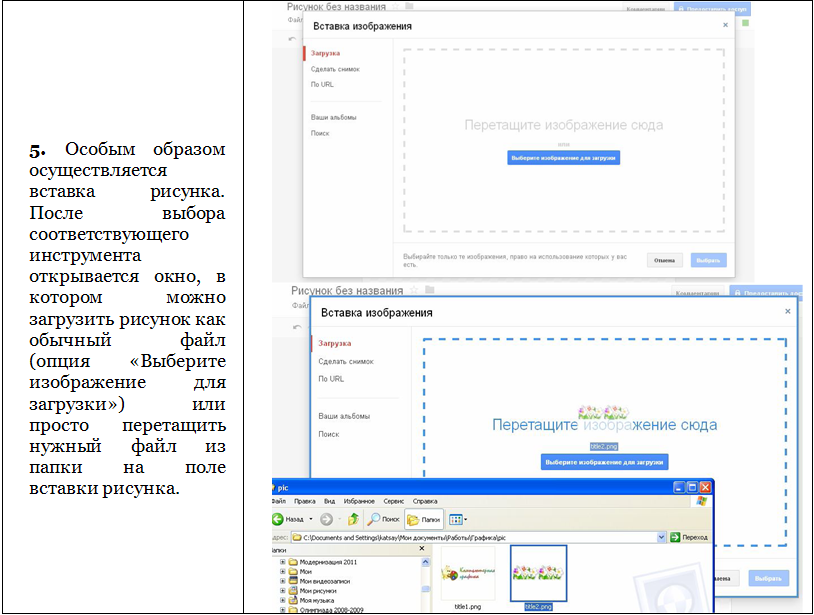 5. Особым образом
осуществляется
вставка рисунка.
После выбора
соответствующего
инструмента
открывается окно, в
котором можно
загрузить рисунок как
обычный файл
(опция «Выберите
изображение для
загрузки») или
просто перетащить
нужный файл из
папки на поле
вставки рисунка.
Рисунок без названия
Комментарии
Файл
Вставка изображения
Загрузка
Сделать снимок
По URL
Ваши альбомы
Поиск
Перетащите изображение сюда
или
Выберите изображение для загрузки
Выбирайте только те изображения, право на использование которых у вас
есть.
Отмена Выбрать
Рисунок без названия
Комментарии
Файл
Вставка изображения
Загрузка
Сделать снимок
По URL
Ваши альбомы
Поиск
Перетащите изображение сюда
title2.png
Выберите изображение для загрузки
Выбрать
pic
Файл Правка Вид Избранное Сервис Справка
Назад Поиск Папки
Адрес: C:\Documents and Settings\katsay\Мои документы\Работы\Графика\pic Переход
Папки
Модернизация 2011
Мои
Мои видеозаписи
Мои рисунки
Моя музыка
Олимпиада 2008-2009
Компьютерная
графика
title1.png
title2.png